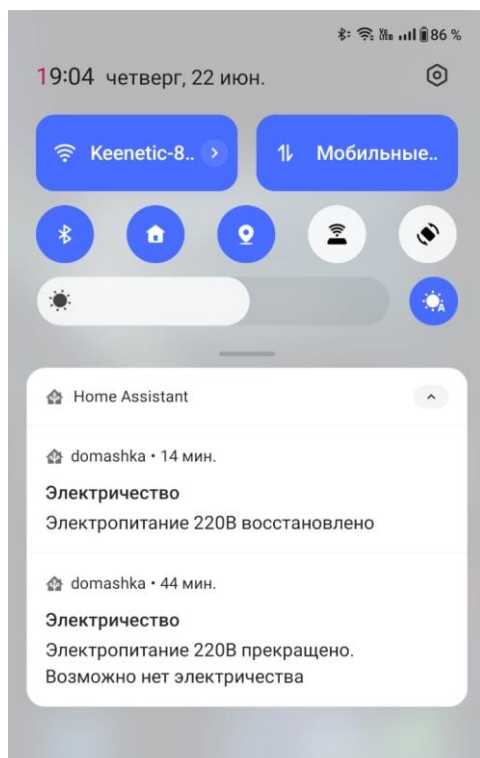 86 %
19:04 четверг, 22 июн.
Keenetic-8.. Мобильные..
Home Assistant
domashka • 14 мин.
Электричество
Электропитание 220В восстановлено
domashka • 44 мин.
Электричество
Электропитание 220В прекращено.
Возможно нет электричества